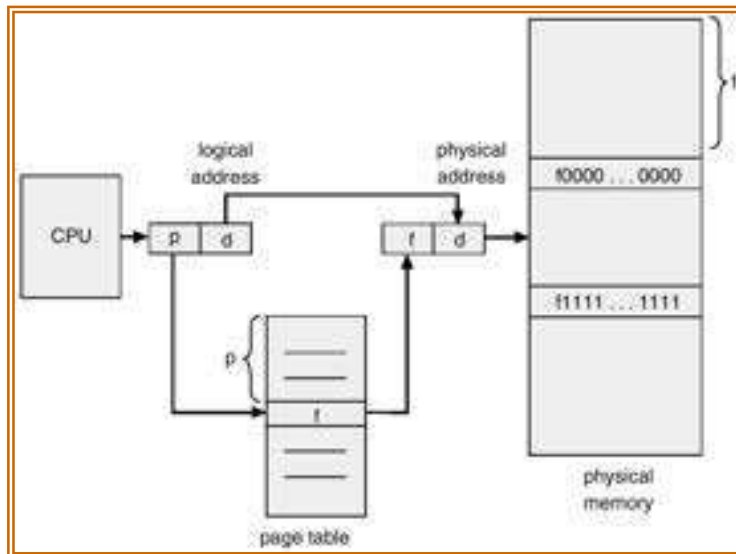 logical
address
physical
address
CPU
p d
f d
f
f0000 . . . 0000
f1111 . . . 1111
p
f
page table
physical
memory